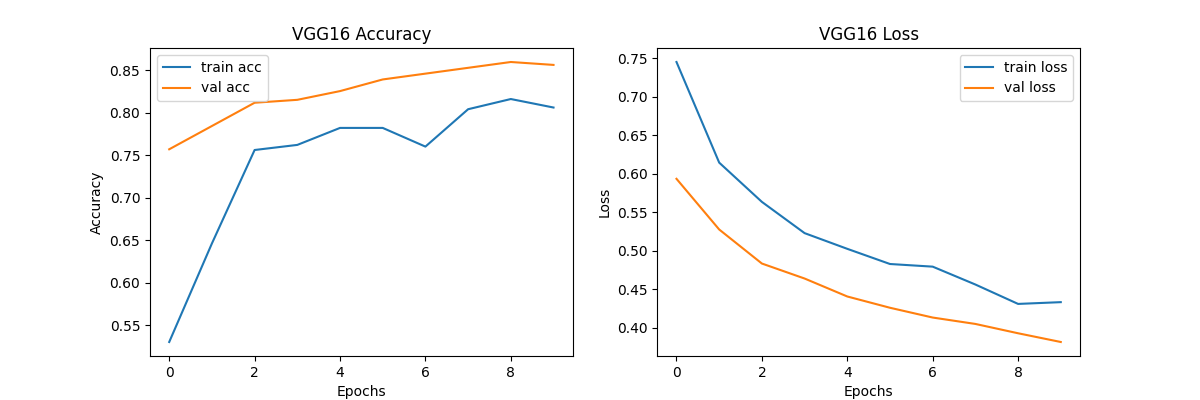 VGG16 Accuracy
train acc
val acc
0.85
0.80
0.75
0.70
0.65
0.60
0.55
Accuracy
0 2 4 6 8
Epochs
VGG16 Loss
train loss
val loss
0.75
0.70
0.65
0.60
0.55
0.50
0.45
0.40
Loss
0 2 4 6 8
Epochs